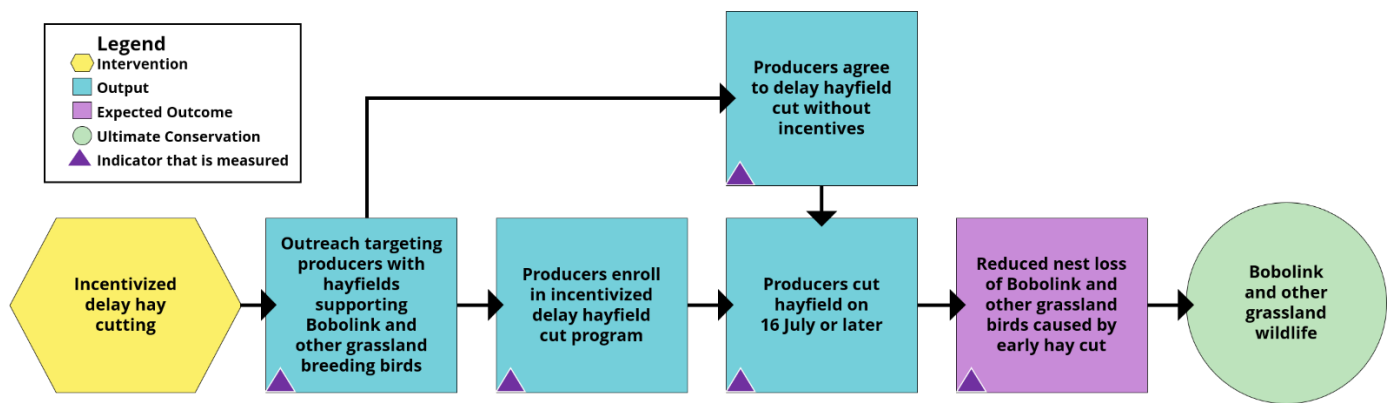 Legend
Intervention
Output
Expected Outcome
Ultimate Conservation
Indicator that is measured
Producers agree
to delay hayfield
cut without
incentives
Incentivized
delay hay
cutting
Outreach targeting
producers with
hayfields
supporting
Bobolink and
other grassland
breeding birds
Producers enroll
in incentivized
delay hayfield
cut program
Producers cut
hayfield on
16 July or later
Reduced nest loss
of Bobolink and
other grassland
birds caused by
early hay cut
Bobolink
and other
grassland
wildlife